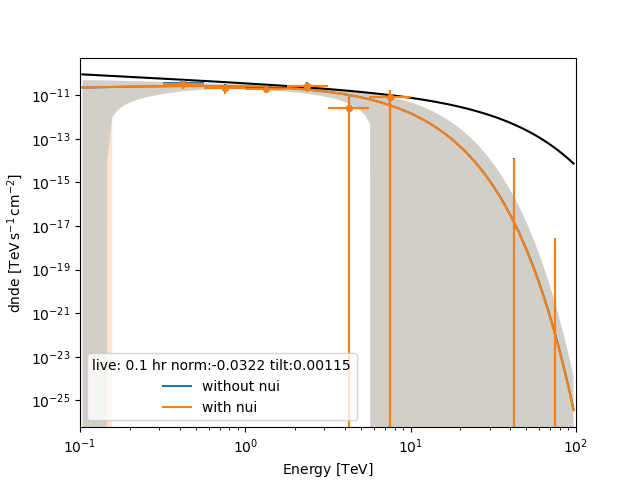 10⁻¹¹
10⁻¹³
10⁻¹⁵
10⁻¹⁷
10⁻¹⁹
10⁻²¹
10⁻²³
10⁻²⁵
dnde [TeV s⁻¹ cm⁻²]
live: 0.1 hr norm:-0.0322 tilt:0.00115
without nui
with nui
10⁻¹ 10⁰ 10¹ 10²
Energy [TeV]